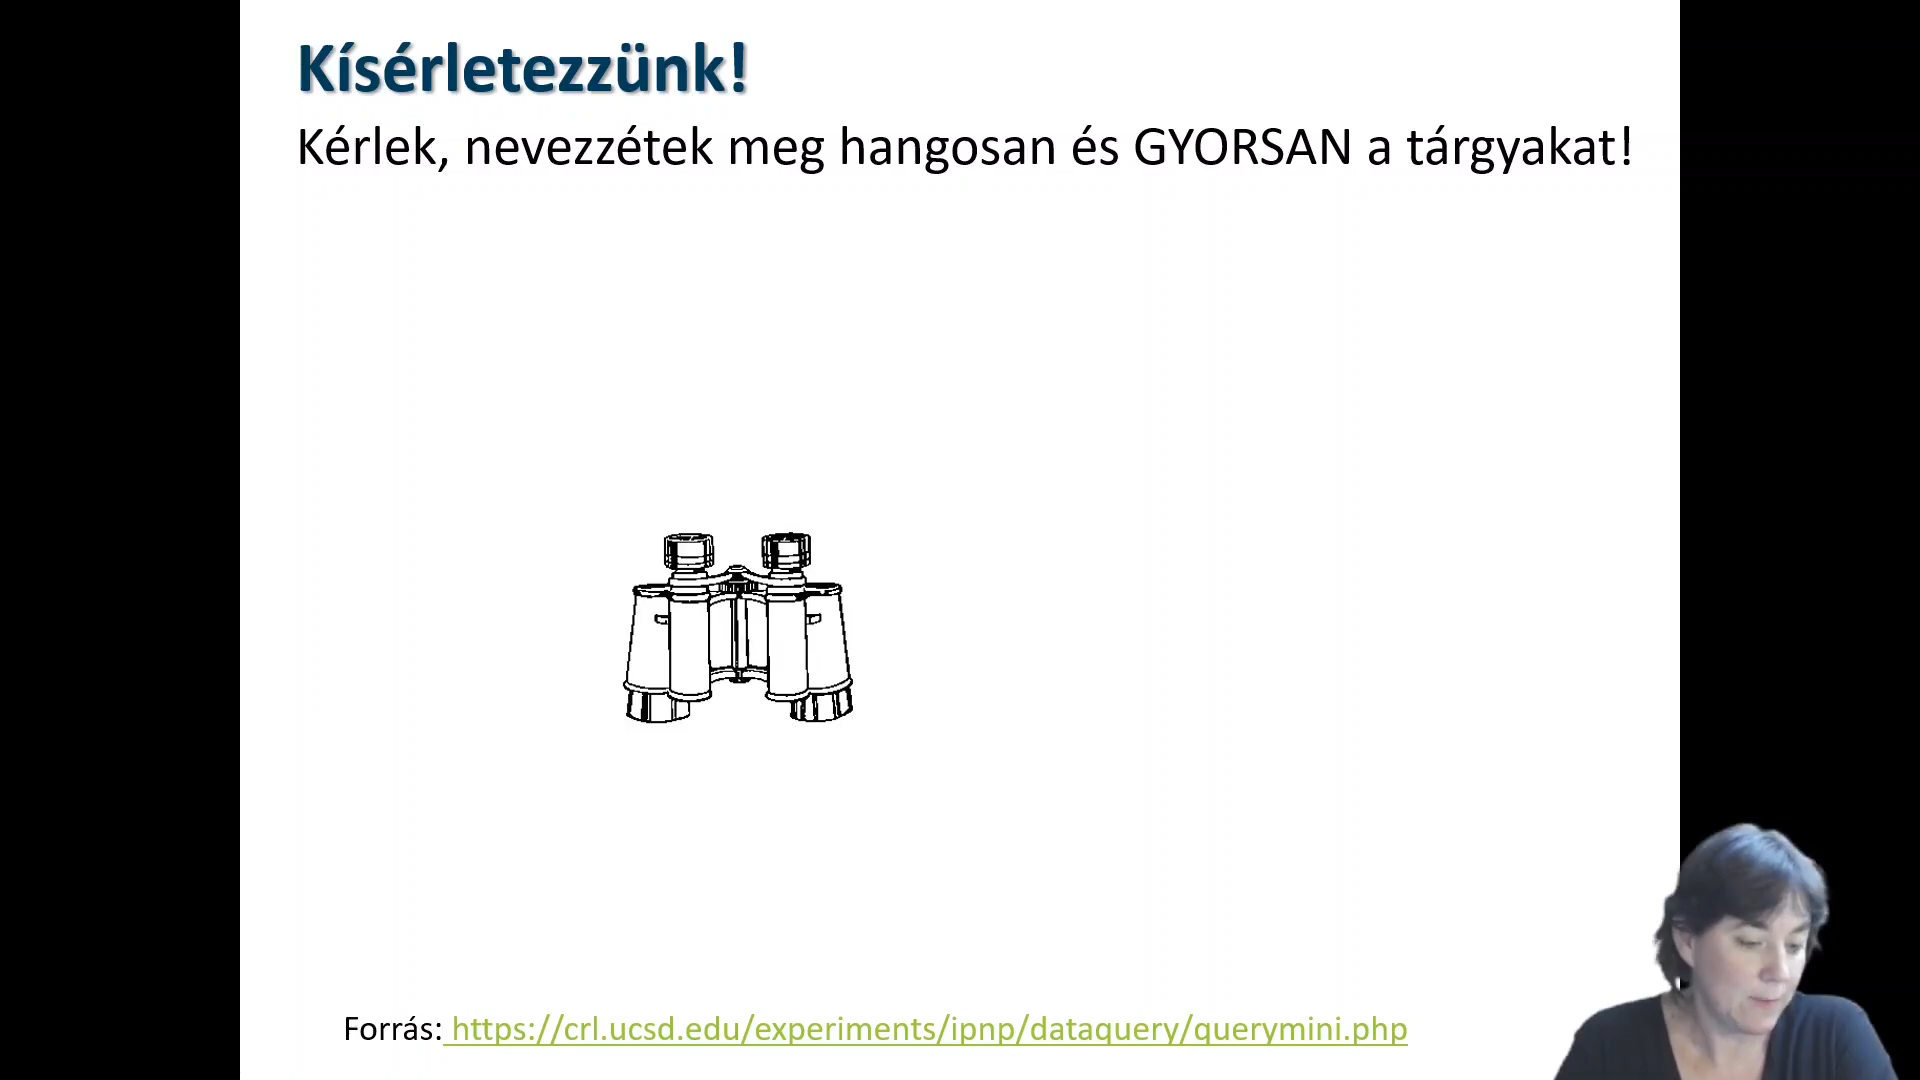 Kísérletezzünk!
Kérlek, nevezzétek meg hangosan és GYORSAN a tárgyakat!
Forrás: https://crl.ucsd.edu/experiments/ipnp/dataquery/querymini.php